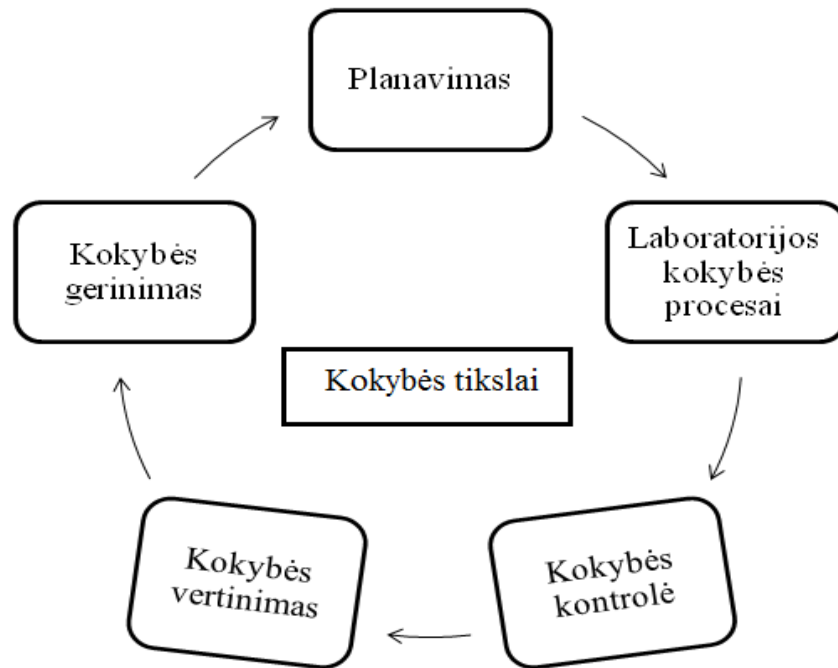 Planavimas
Laboratorijos
kokybės
procesai
Kokybės
kontrolė
Kokybės
vertinimas
Kokybės
gerinimas
Kokybės tikslai